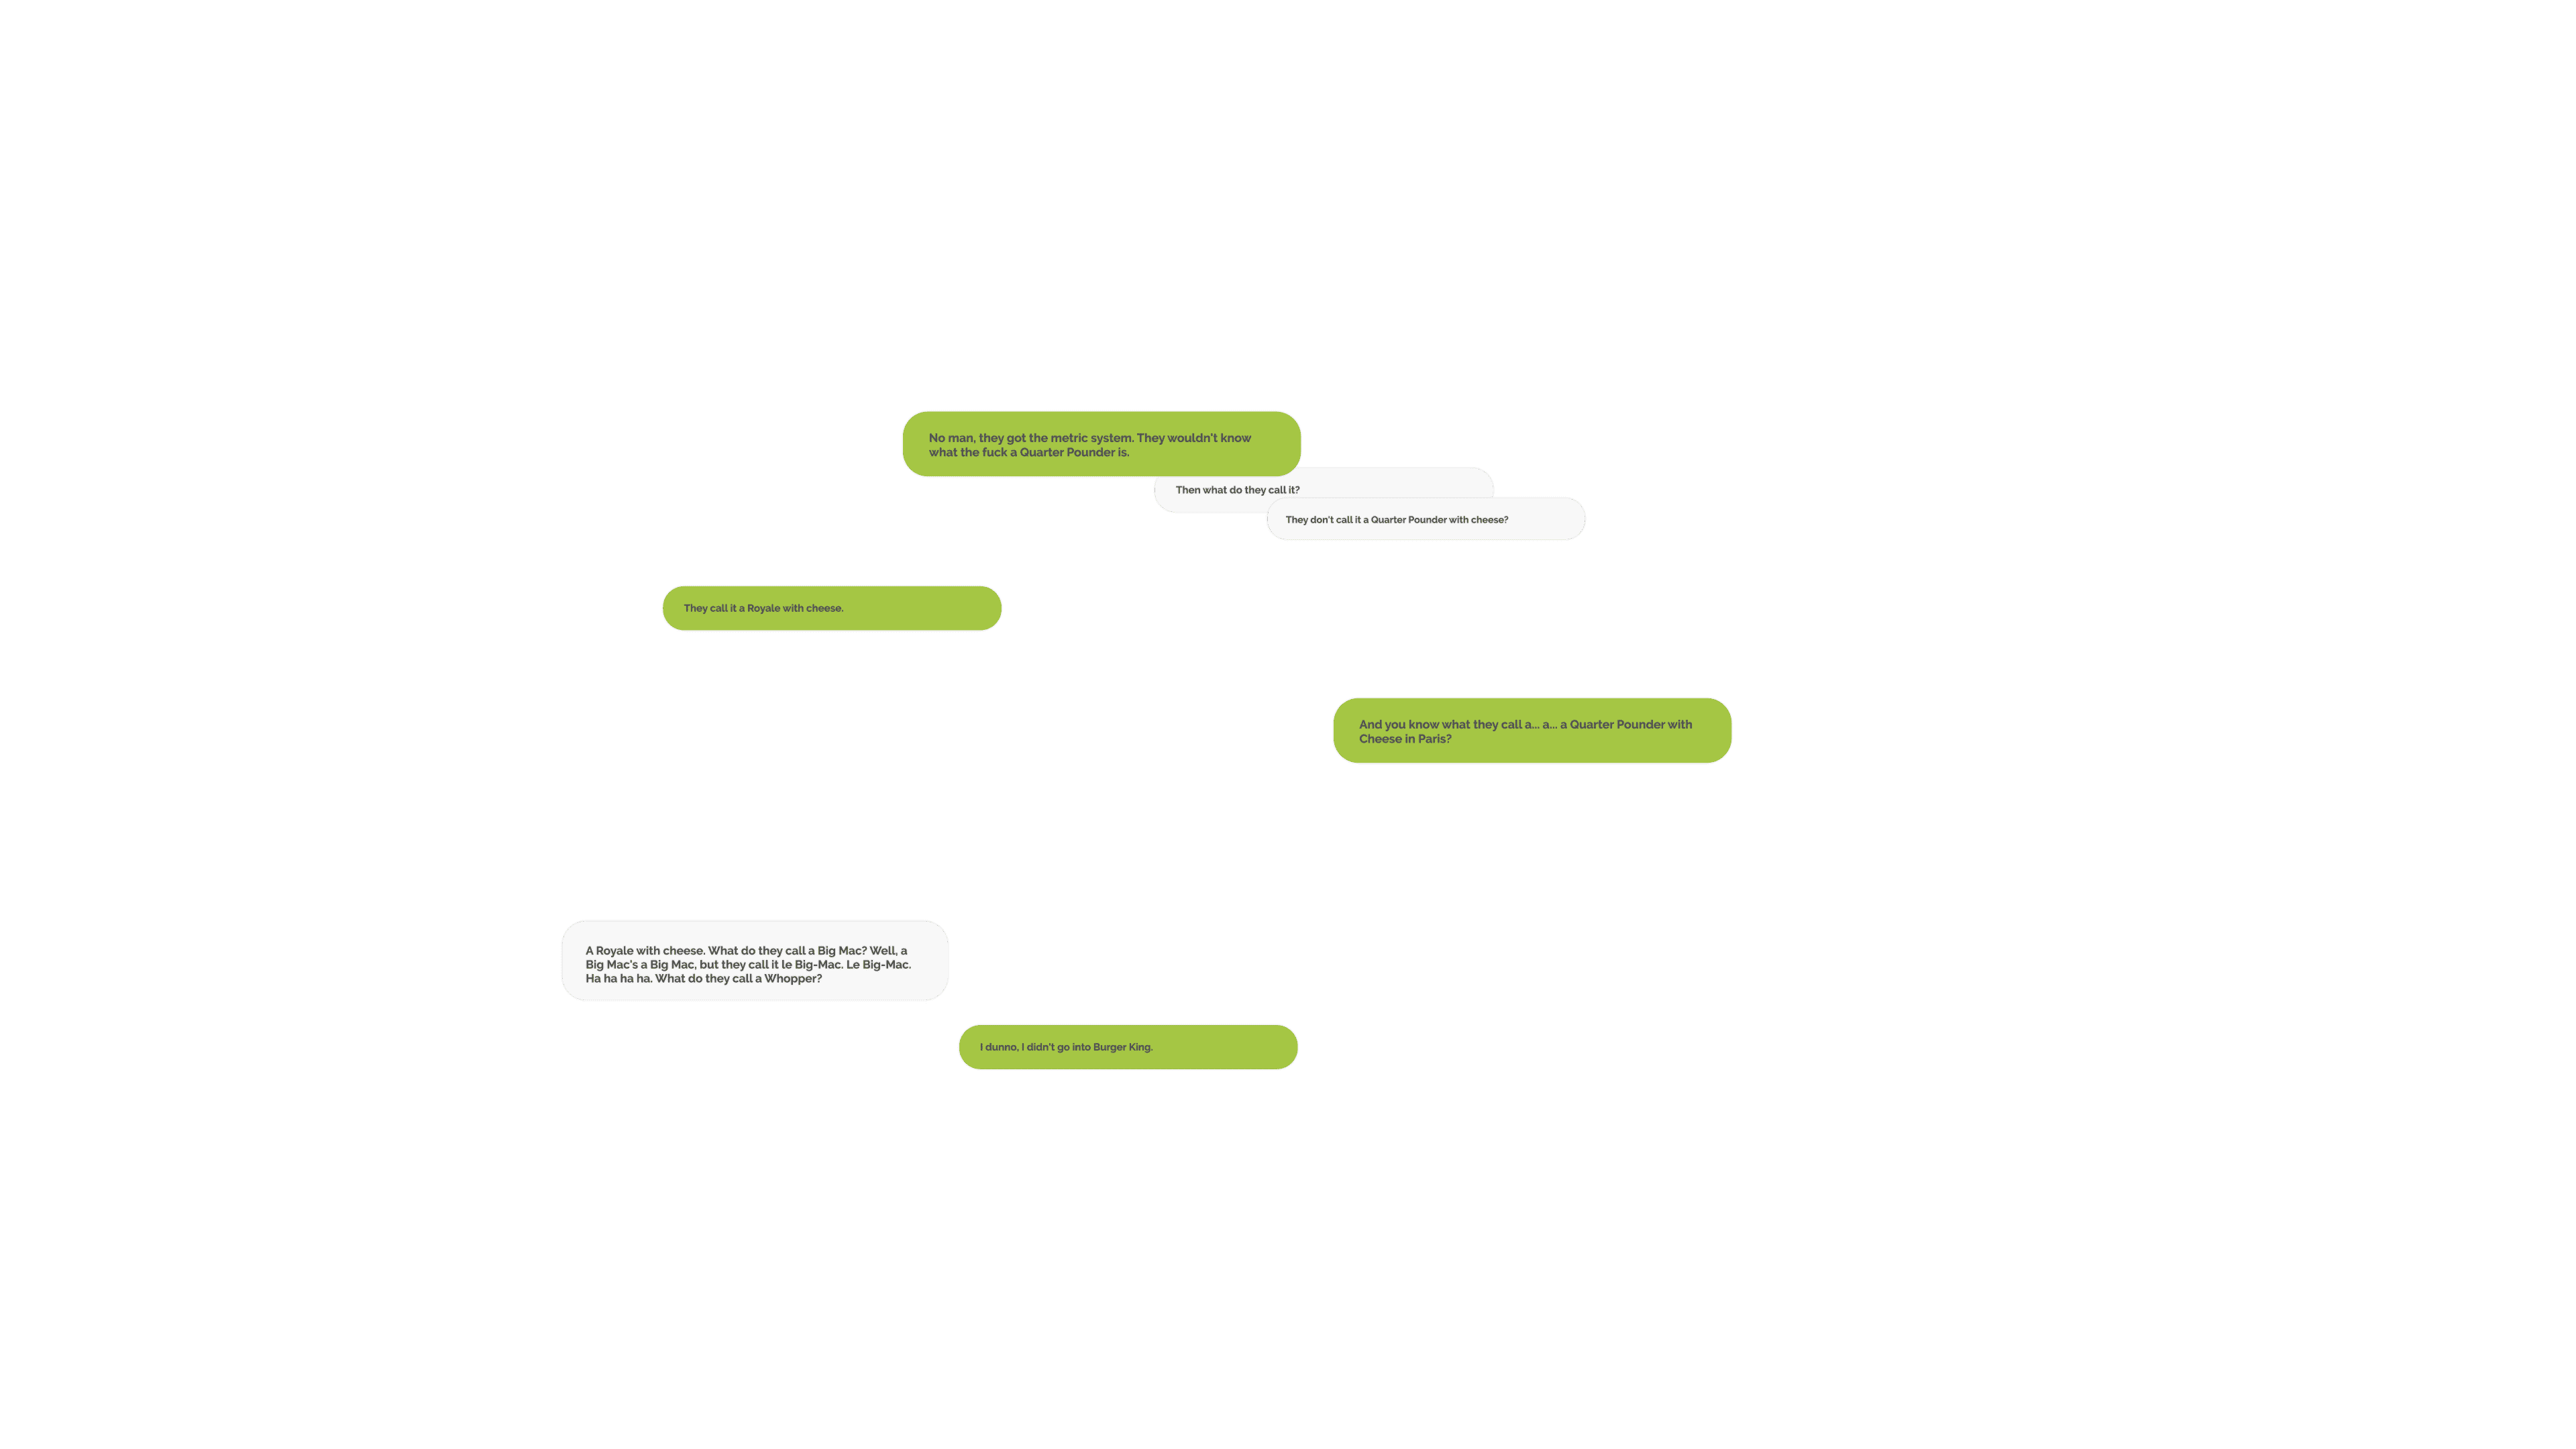 No man, they got the metric system. They wouldn't know
what the fuck a Quarter Pounder is.
Then what do they call it?
They don't call it a Quarter Pounder with cheese?
They call it a Royale with cheese.
And you know what they call a... a... a Quarter Pounder with
Cheese in Paris?
A Royale with cheese. What do they call a Big Mac? Well, a
Big Mac's a Big Mac, but they call it le Big-Mac. Le Big-Mac.
Ha ha ha ha. What do they call a Whopper?
I dunno, I didn't go into Burger King.